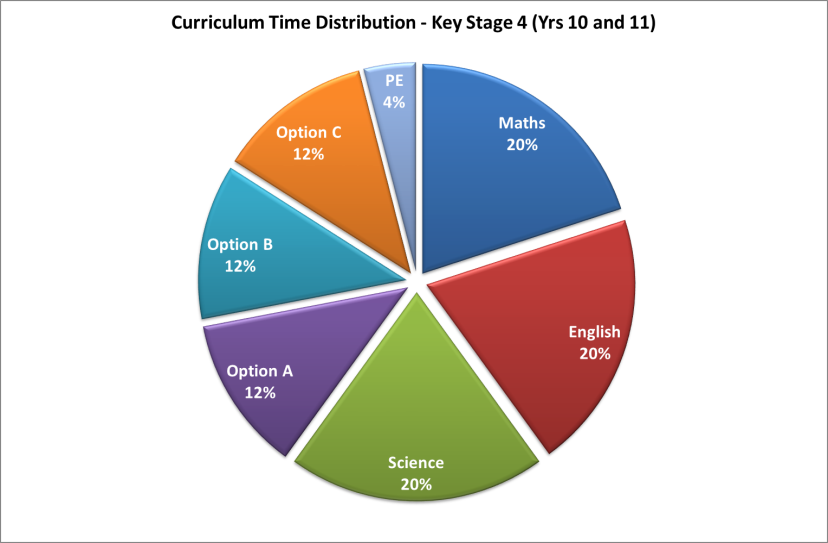 Curriculum Time Distribution - Key Stage 4 (Yrs 10 and 11)
PE
4%
Maths
20%
Option C
12%
Option B
12%
English
20%
Option A
12%
Science
20%